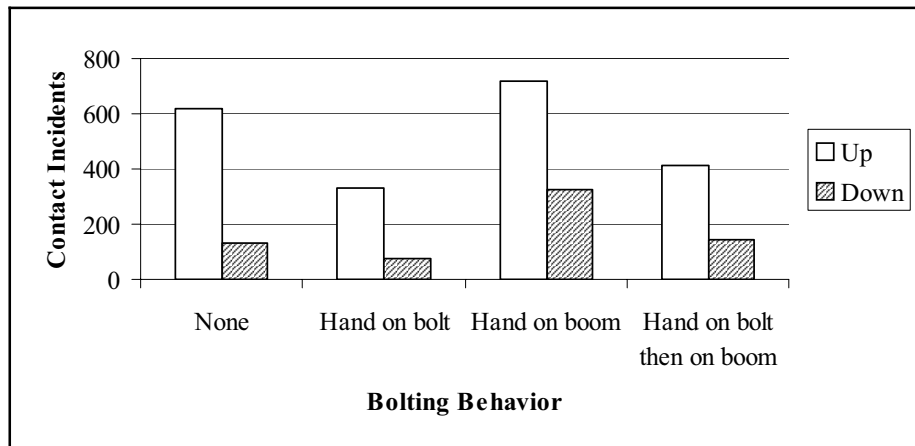 800
600
400
200
0
Contact Incidents
None
Hand on bolt
Hand on boom
Hand on bolt
then on boom
Bolting Behavior
Up
Down